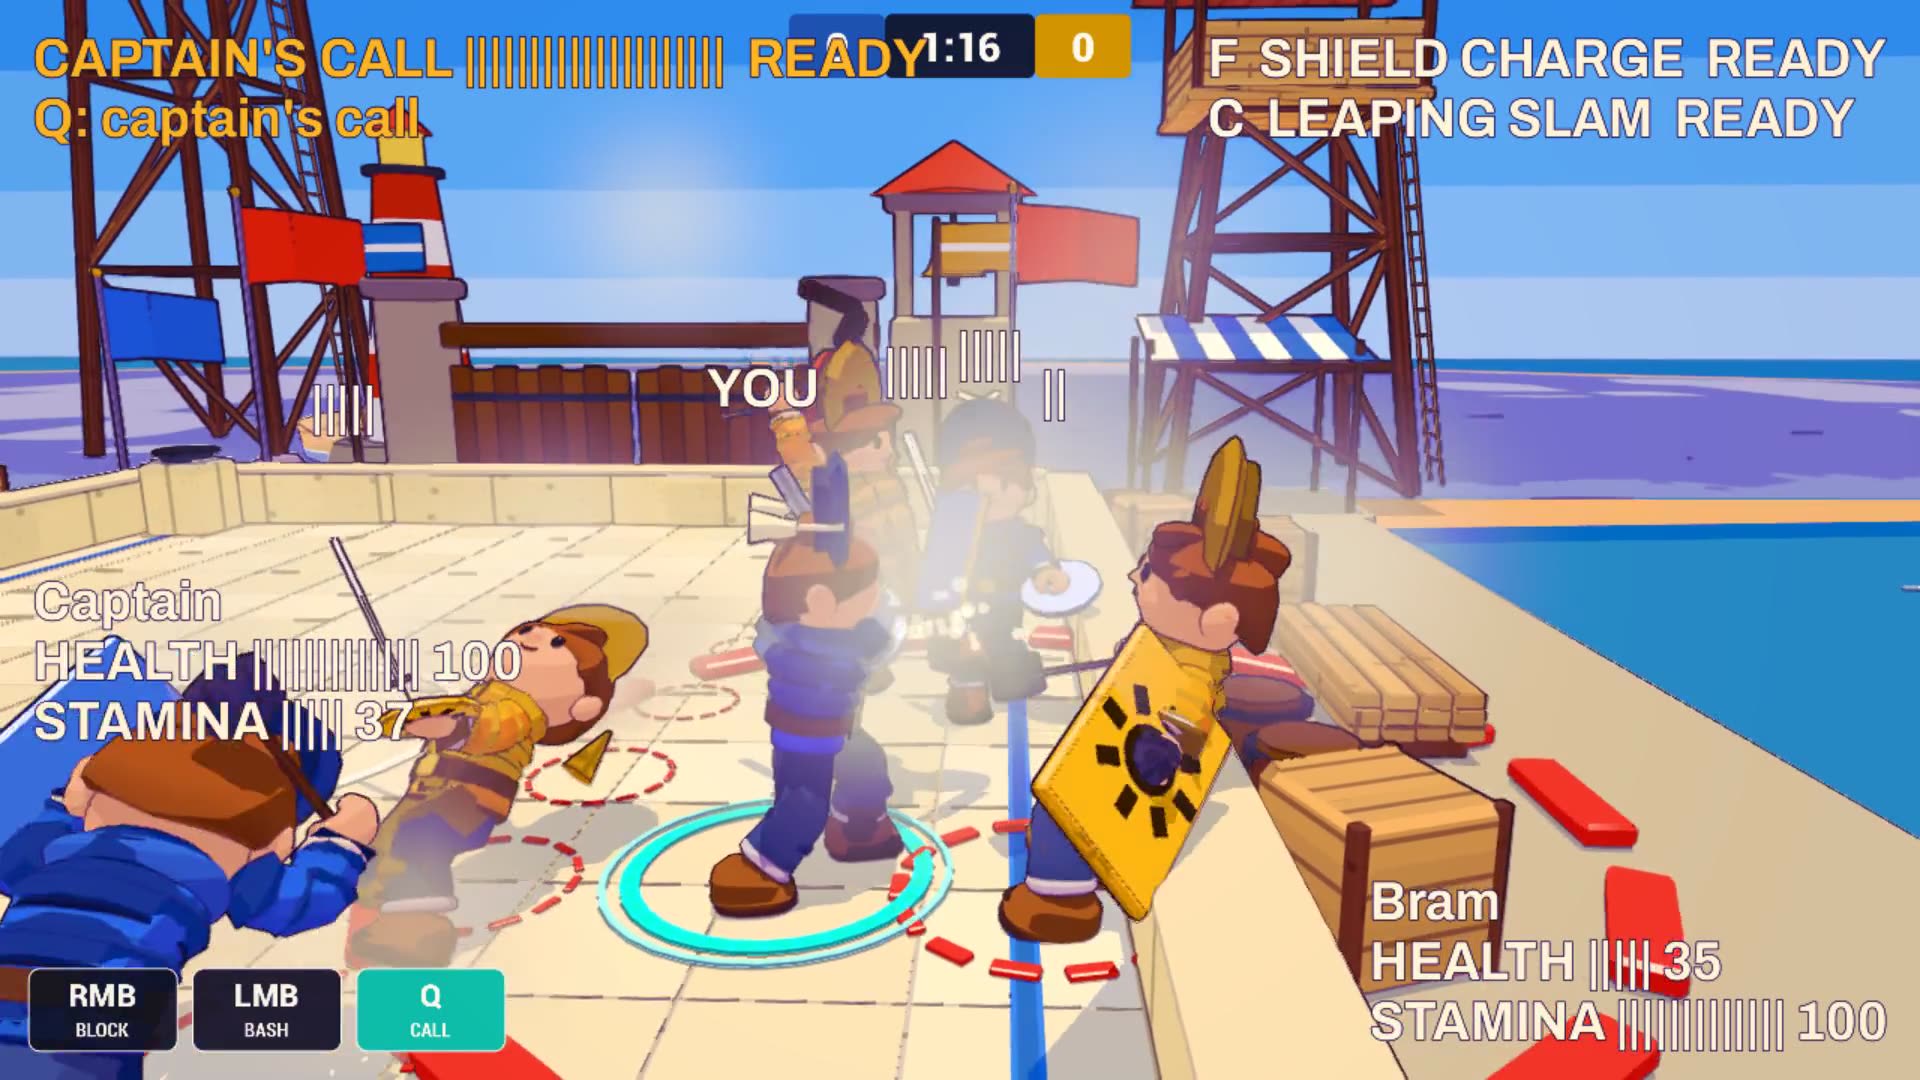 CAPTAIN'S CALL |||||||||||||||||||| READY
Q: captain's call
1:16
0
F SHIELD CHARGE READY
C LEAPING SLAM READY
YOU
Captain
HEALTH ||||||||||||| 100
STAMINA ||||| 37
Bram
HEALTH ||||| 35
STAMINA ||||||||||||| 100
RMB
BLOCK
LMB
BASH
Q
CALL